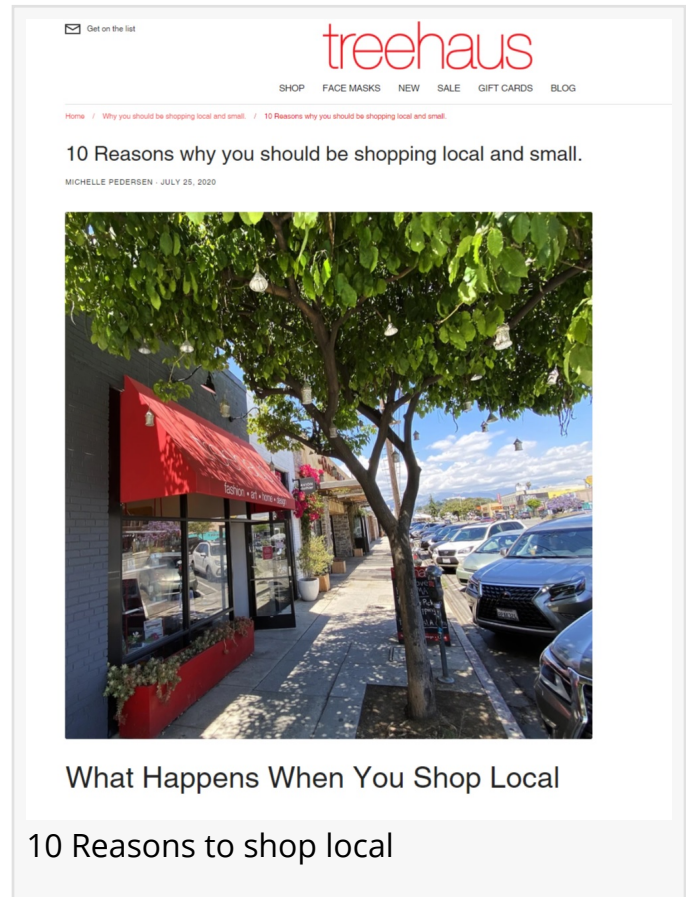 Get on the list
treehaus
SHOP FACE MASKS NEW SALE GIFT CARDS BLOG
Home / Why you should be shopping local and small. / 10 Reasons why you should be shopping local and small.
10 Reasons why you should be shopping local and small.
MICHELLE PEDERSEN · JULY 25, 2020
fashion • art • home • design
What Happens When You Shop Local
10 Reasons to shop local